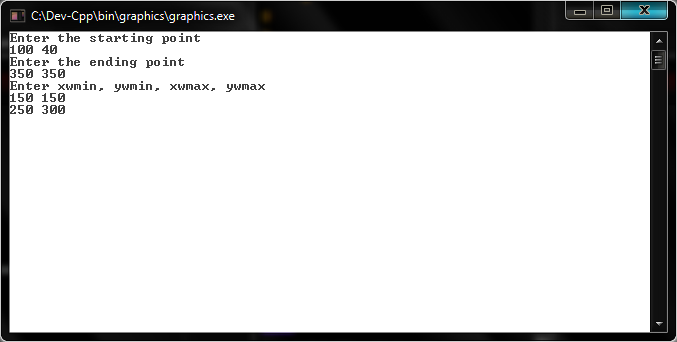 C:\Dev-Cpp\bin\graphics\graphics.exe
Enter the starting point
100 40
Enter the ending point
350 350
Enter xwmin, ywmin, xwmax, ywmax
150 150
250 300